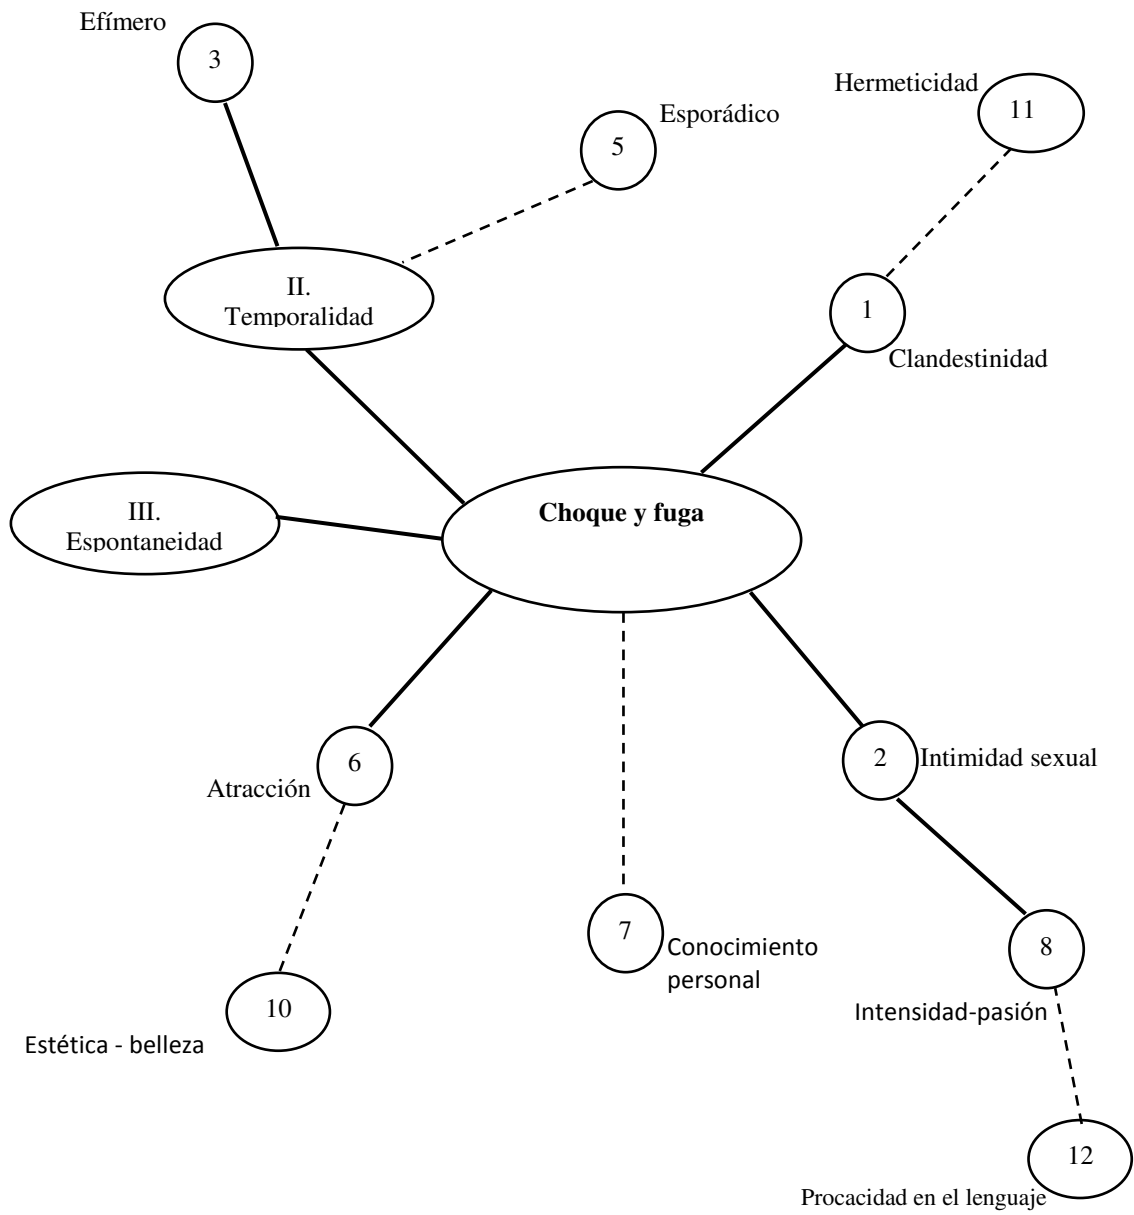 Efímero
3
Hermeticidad
11
Esporádico
5
II.
Temporalidad
1
Clandestinidad
III.
Espontaneidad
Choque y fuga
6
Atracción
2
Intimidad sexual
7
Conocimiento
personal
8
Intensidad-pasión
10
Estética - belleza
12
Procacidad en el lenguaje